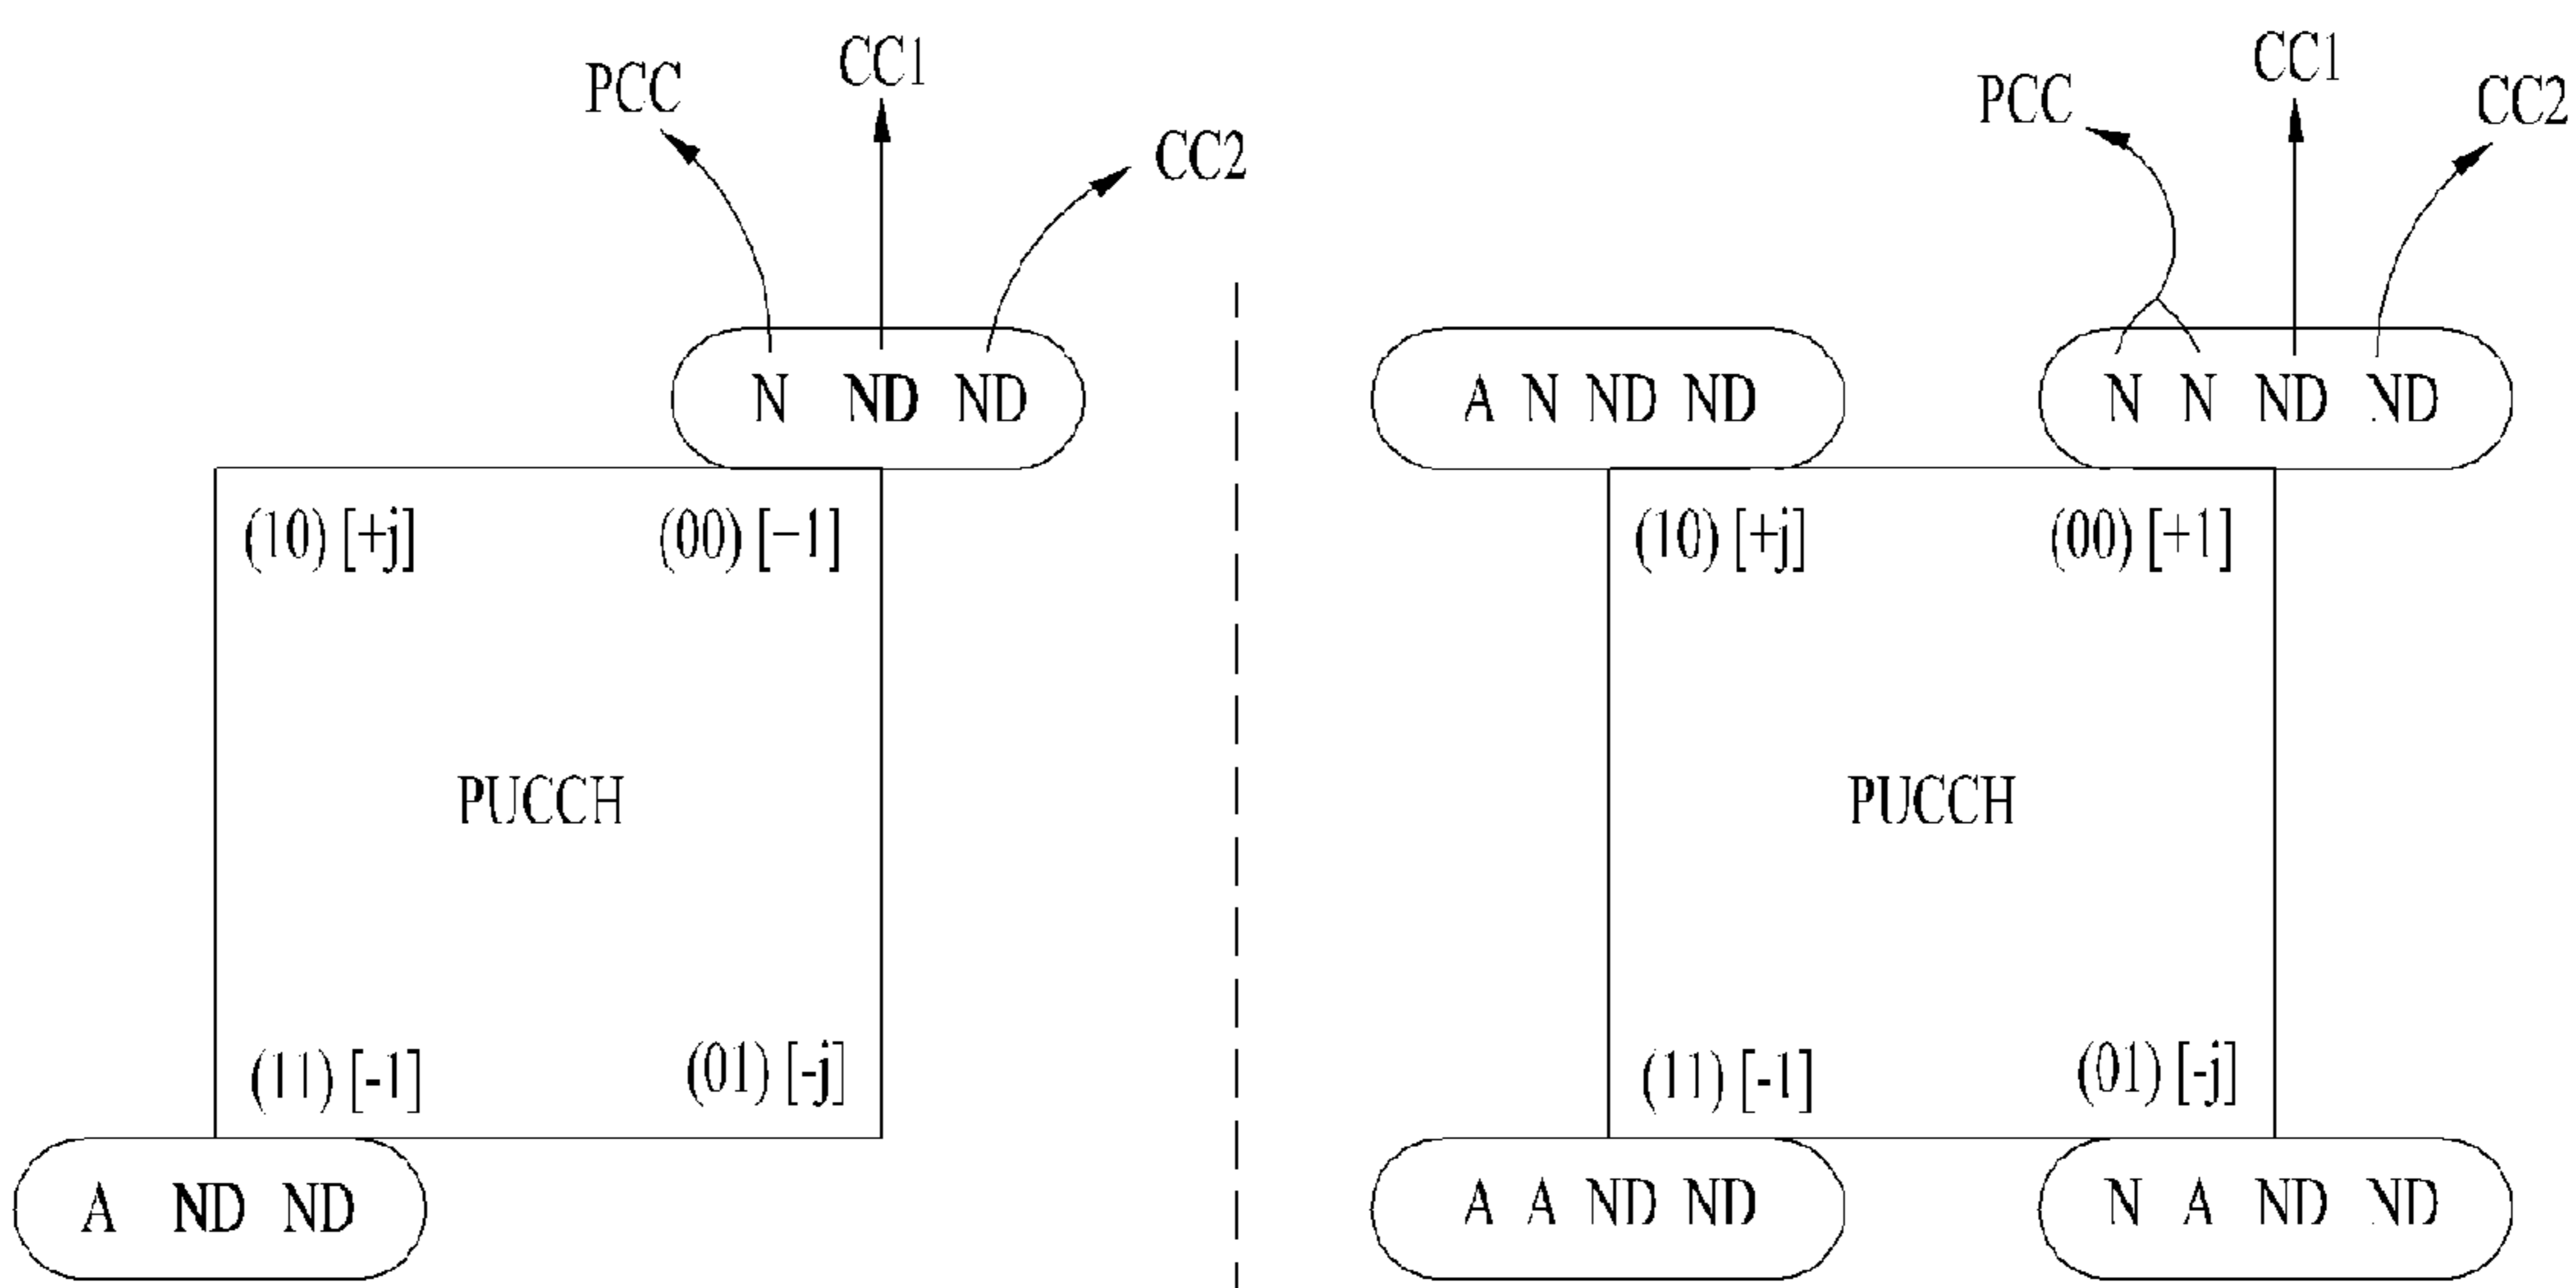 PCC CC1 CC2
N ND ND
(10) [+j] (00) [−1]
PUCCH
(11) [-1] (01) [-j]
A ND ND
PCC CC1 CC2
A N ND ND N N ND ND
(10) [+j] (00) [+1]
PUCCH
(11) [-1] (01) [-j]
A A ND ND N A ND ND